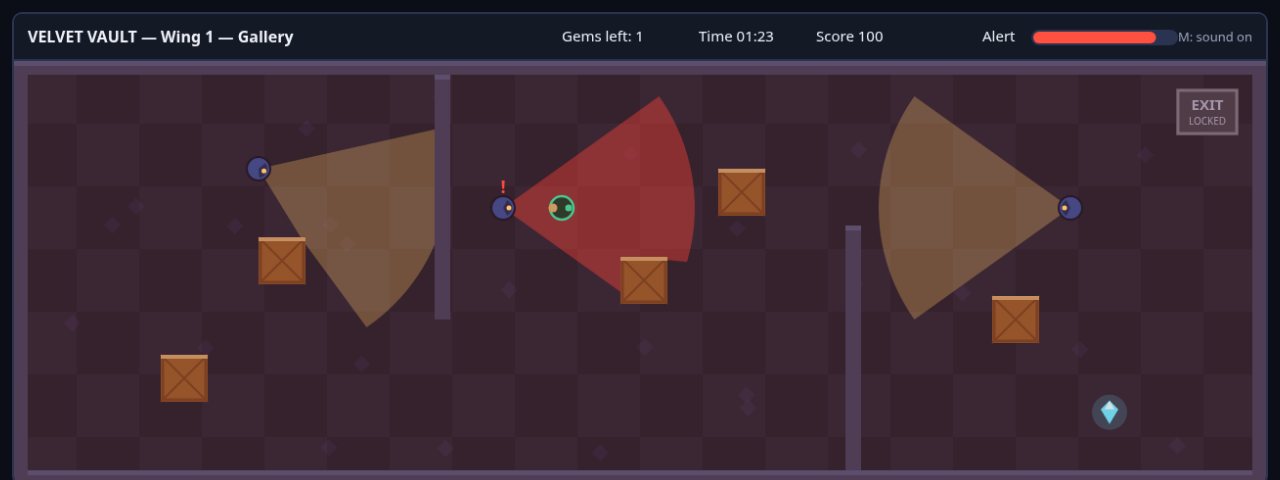 VELVET VAULT — Wing 1 — Gallery
Gems left: 1
Time 01:23
Score 100
Alert
M: sound on
EXIT
LOCKED
!